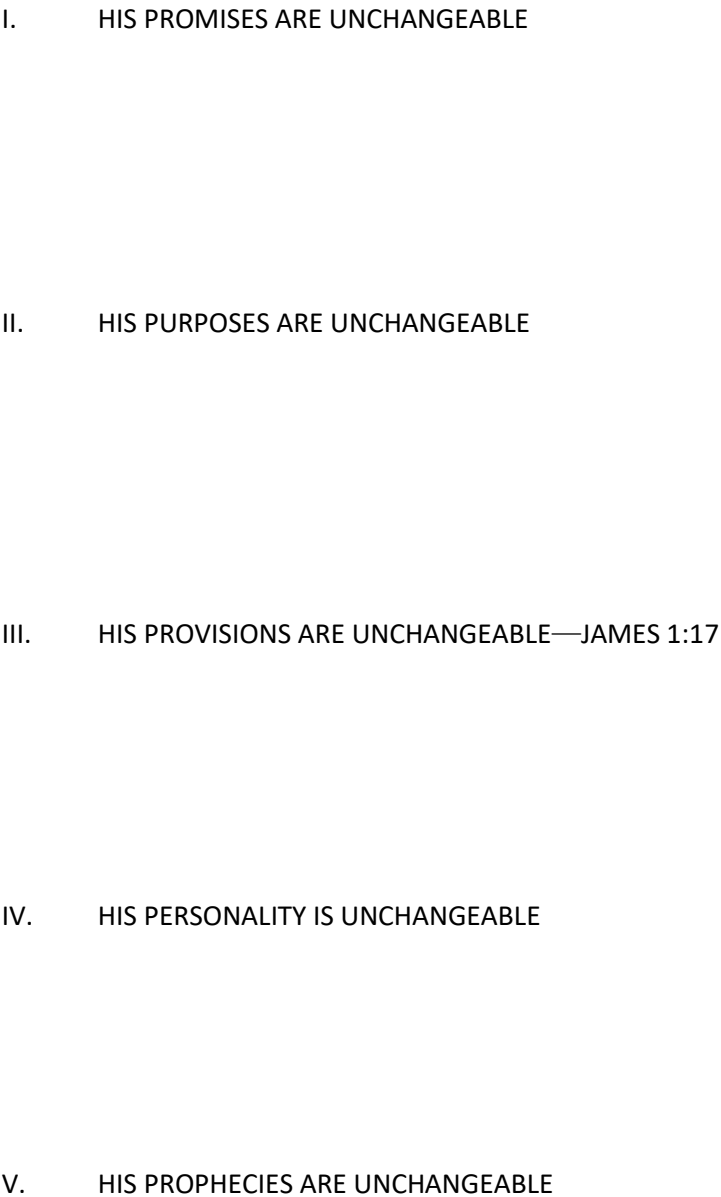 I. HIS PROMISES ARE UNCHANGEABLE
II. HIS PURPOSES ARE UNCHANGEABLE
III. HIS PROVISIONS ARE UNCHANGEABLE—JAMES 1:17
IV. HIS PERSONALITY IS UNCHANGEABLE
V. HIS PROPHECIES ARE UNCHANGEABLE